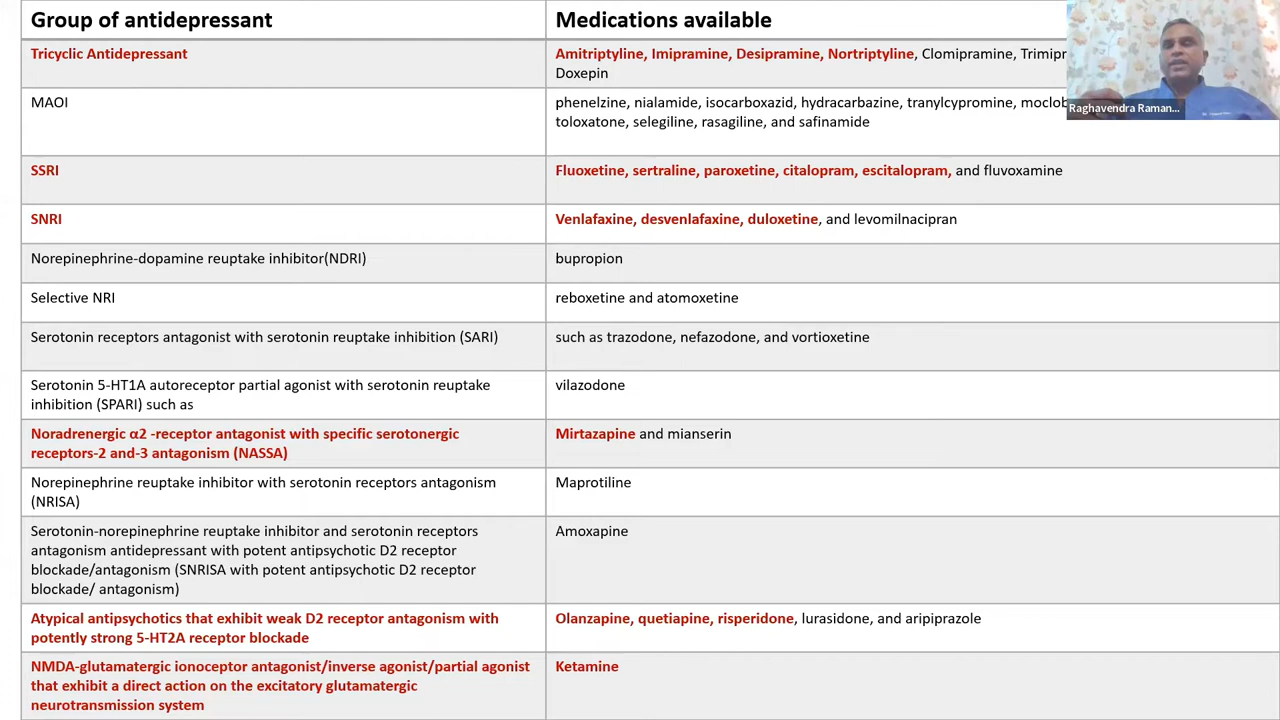 Group of antidepressant
Medications available
Tricyclic Antidepressant
Amitriptyline, Imipramine, Desipramine, Nortriptyline, Clomipramine,
Doxepin
MAOI
phenelzine, nialamide, isocarboxazid, hydracarbazine, tranylcypromine,
toloxatone, selegiline, rasagiline, and safinamide
SSRI
Fluoxetine, sertraline, paroxetine, citalopram, escitalopram, and fluvoxamine
SNRI
Venlafaxine, desvenlafaxine, duloxetine, and levomilnacipran
Norepinephrine-dopamine reuptake inhibitor(NDRI)
bupropion
Selective NRI
reboxetine and atomoxetine
Serotonin receptors antagonist with serotonin reuptake inhibition (SARI)
such as trazodone, nefazodone, and vortioxetine
Serotonin 5-HT1A autoreceptor partial agonist with serotonin reuptake
inhibition (SPARI) such as
vilazodone
Noradrenergic α2 -receptor antagonist with specific serotonergic
receptors-2 and-3 antagonism (NASSA)
Mirtazapine and mianserin
Norepinephrine reuptake inhibitor with serotonin receptors antagonism
(NRISA)
Maprotiline
Serotonin-norepinephrine reuptake inhibitor and serotonin receptors
antagonism antidepressant with potent antipsychotic D2 receptor
blockade/antagonism (SNRISA with potent antipsychotic D2 receptor
blockade/ antagonism)
Amoxapine
Atypical antipsychotics that exhibit weak D2 receptor antagonism with
potently strong 5-HT2A receptor blockade
Olanzapine, quetiapine, risperidone, lurasidone, and aripiprazole
NMDA-glutamatergic ionoceptor antagonist/inverse agonist/partial agonist
that exhibit a direct action on the excitatory glutamatergic
neurotransmission system
Ketamine
Raghavendra Raman...